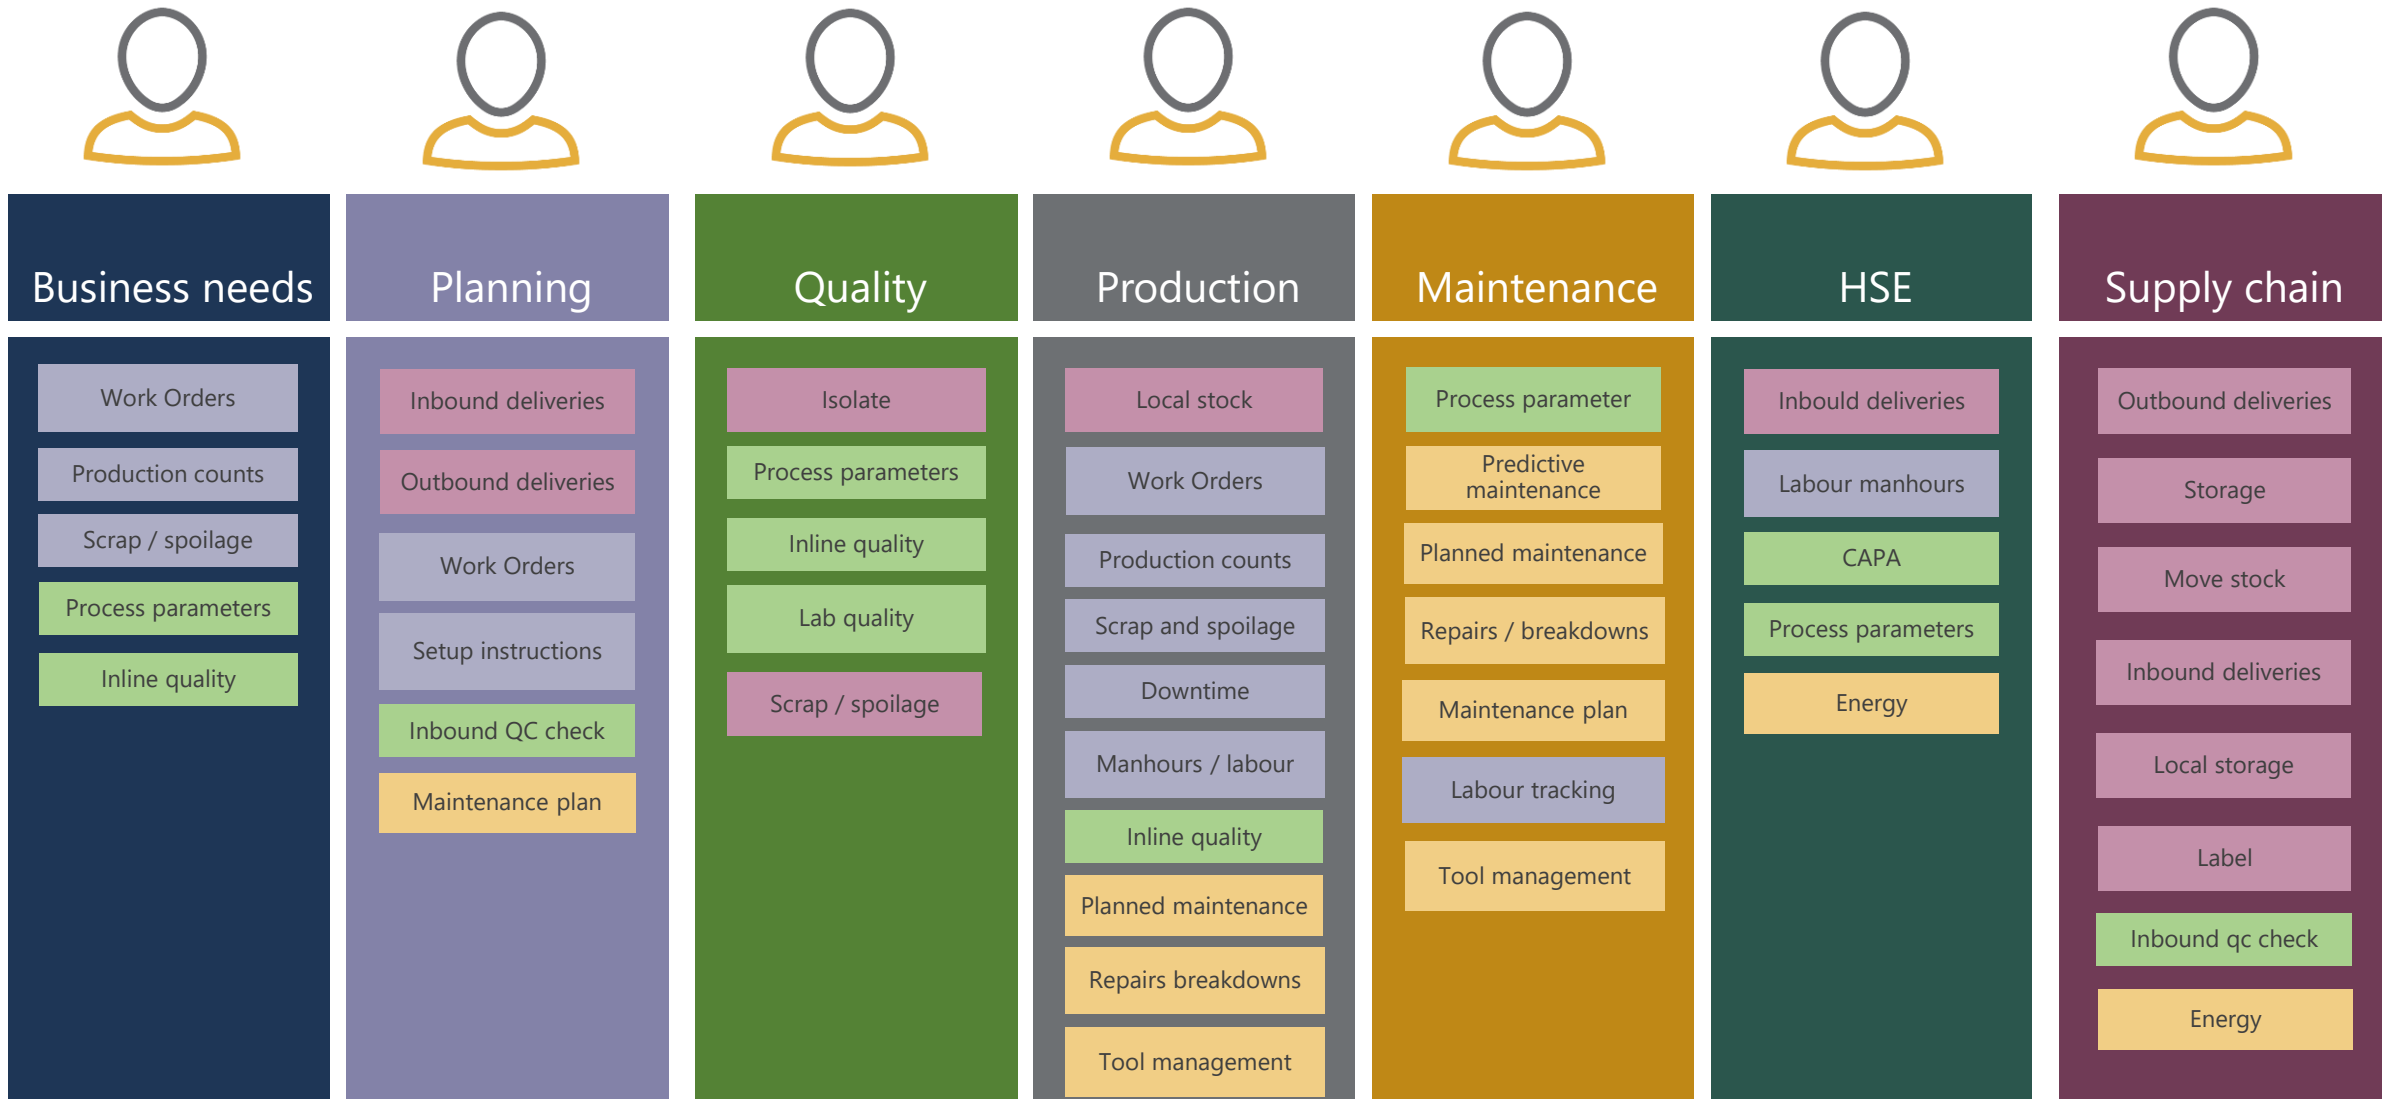 Business needs
Work Orders
Production counts
Scrap / spoilage
Process parameters
Inline quality
Planning
Inbound deliveries
Outbound deliveries
Work Orders
Setup instructions
Inbound QC check
Maintenance plan
Quality
Isolate
Process parameters
Inline quality
Lab quality
Scrap / spoilage
Production
Local stock
Work Orders
Production counts
Scrap and spoilage
Downtime
Manhours / labour
Inline quality
Planned maintenance
Repairs breakdowns
Tool management
Maintenance
Process parameter
Predictive
maintenance
Planned maintenance
Repairs / breakdowns
Maintenance plan
Labour tracking
Tool management
HSE
Inbould deliveries
Labour manhours
CAPA
Process parameters
Energy
Supply chain
Outbound deliveries
Storage
Move stock
Inbound deliveries
Local storage
Label
Inbound qc check
Energy